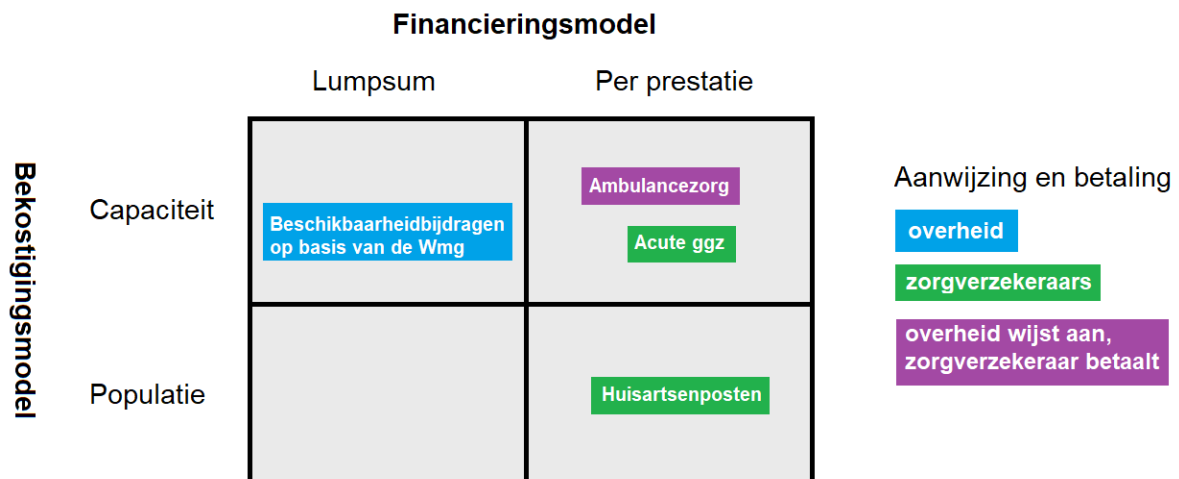 Financieringsmodel
Lumpsum
Per prestatie
Bekostigingsmodel
Capaciteit
Beschikbaarheidbijdragen
op basis van de Wmg
Ambulancezorg
Acute ggz
Populatie
Huisartsenposten
Aanwijzing en betaling
overheid
zorgverzekeraars
overheid wijst aan,
zorgverzekeraar betaalt